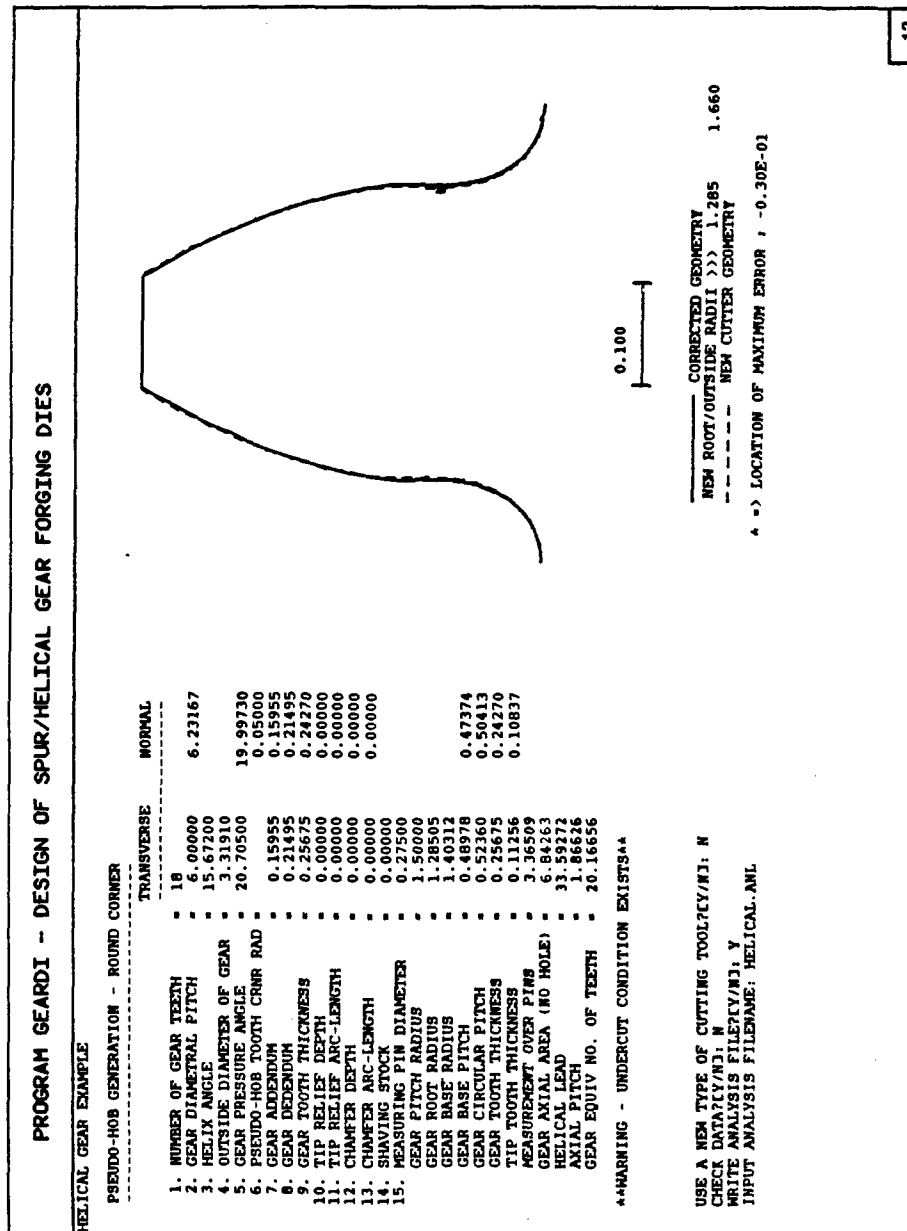 PROGRAM GEARDI - DESIGN OF SPUR/HELICAL GEAR FORGING DIES
HELICAL GEAR EXAMPLE
PSEUDO-HOB GENERATION - ROUND CORNER
TRANSVERSE NORMAL
1. NUMBER OF GEAR TEETH = 18
2. GEAR DIAMETRAL PITCH = 6.00000 6.23167
3. HELIX ANGLE = 15.67200
4. OUTSIDE DIAMETER OF GEAR = 3.31910
5. GEAR PRESSURE ANGLE = 20.70500 19.99730
6. PSEUDO-HOB TOOTH CRNR RAD = 0.05000
7. GEAR ADDENDUM = 0.15955 0.15955
8. GEAR DEDENDUM = 0.21495 0.21495
9. GEAR TOOTH THICKNESS = 0.25675 0.24270
10. TIP RELIEF DEPTH = 0.00000 0.00000
11. TIP RELIEF ARC-LENGTH = 0.00000 0.00000
12. CHAMFER DEPTH = 0.00000 0.00000
13. CHAMFER ARC-LENGTH = 0.00000 0.00000
14. SHAVING STOCK = 0.00000
15. MEASURING PIN DIAMETER = 0.27500
GEAR PITCH RADIUS = 1.50000
GEAR ROOT RADIUS = 1.28505
GEAR BASE RADIUS = 1.40312
GEAR BASE PITCH = 0.48978 0.47374
GEAR CIRCULAR PITCH = 0.52360 0.50413
GEAR TOOTH THICKNESS = 0.25675 0.24270
TIP TOOTH THICKNESS = 0.11256 0.10837
MEASUREMENT OVER PINS = 3.36509
GEAR AXIAL AREA (NO HOLE) = 6.84263
HELICAL LEAD = 33.59272
AXIAL PITCH = 1.86626
GEAR EQUIV NO. OF TEETH = 20.16656
**WARNING - UNDERCUT CONDITION EXISTS**
USE A NEW TYPE OF CUTTING TOOL?[Y/N]: N
CHECK DATA?[Y/N]: N
WRITE ANALYSIS FILE?[Y/N]: Y
INPUT ANALYSIS FILENAME: HELICAL.ANL
0.100
CORRECTED GEOMETRY
NEW ROOT/OUTSIDE RADII >>> 1.285 1.660
------ NEW CUTTER GEOMETRY
* => LOCATION OF MAXIMUM ERROR : -0.30E-01